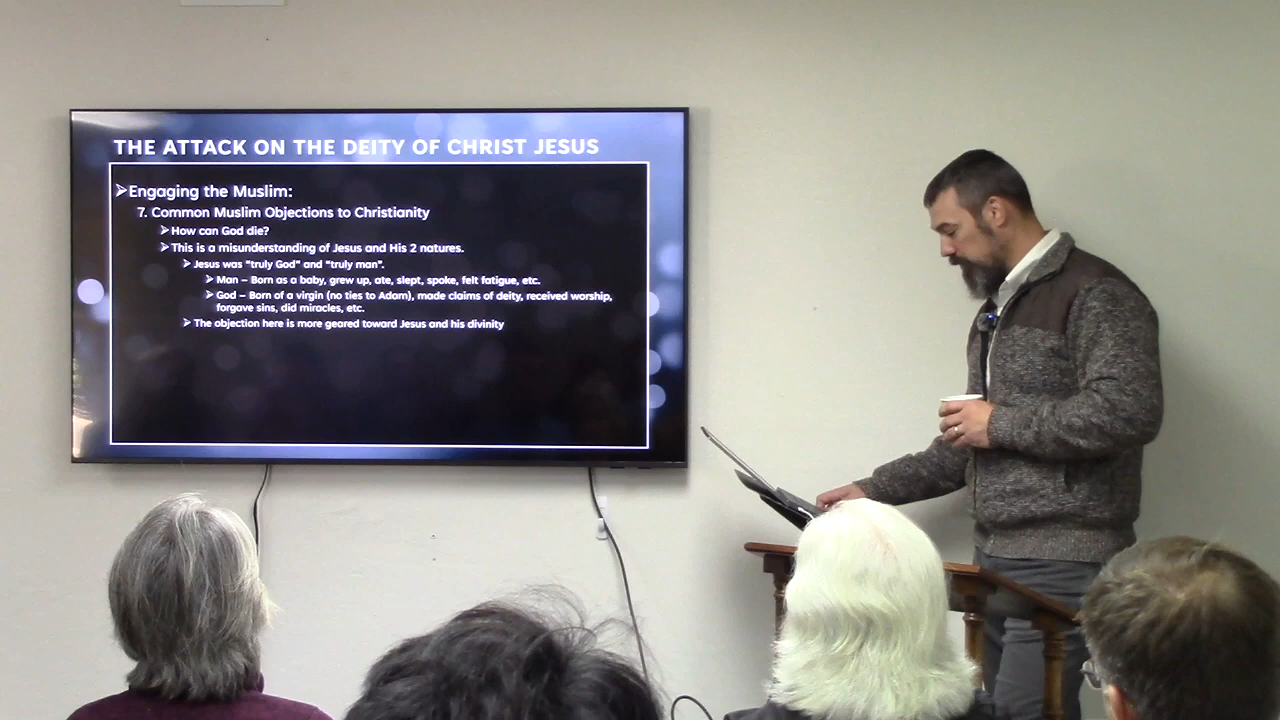 THE ATTACK ON THE DEITY OF CHRIST JESUS
➢Engaging the Muslim:
7. Common Muslim Objections to Christianity
➢How can God die?
➢This is a misunderstanding of Jesus and His 2 natures.
➢Jesus was "truly God" and "truly man".
➢Man – Born as a baby, grew up, ate, slept, spoke, felt fatigue, etc.
➢God – Born of a virgin (no ties to Adam), made claims of deity, received worship,
forgave sins, did miracles, etc.
➢The objection here is more geared toward Jesus and his divinity